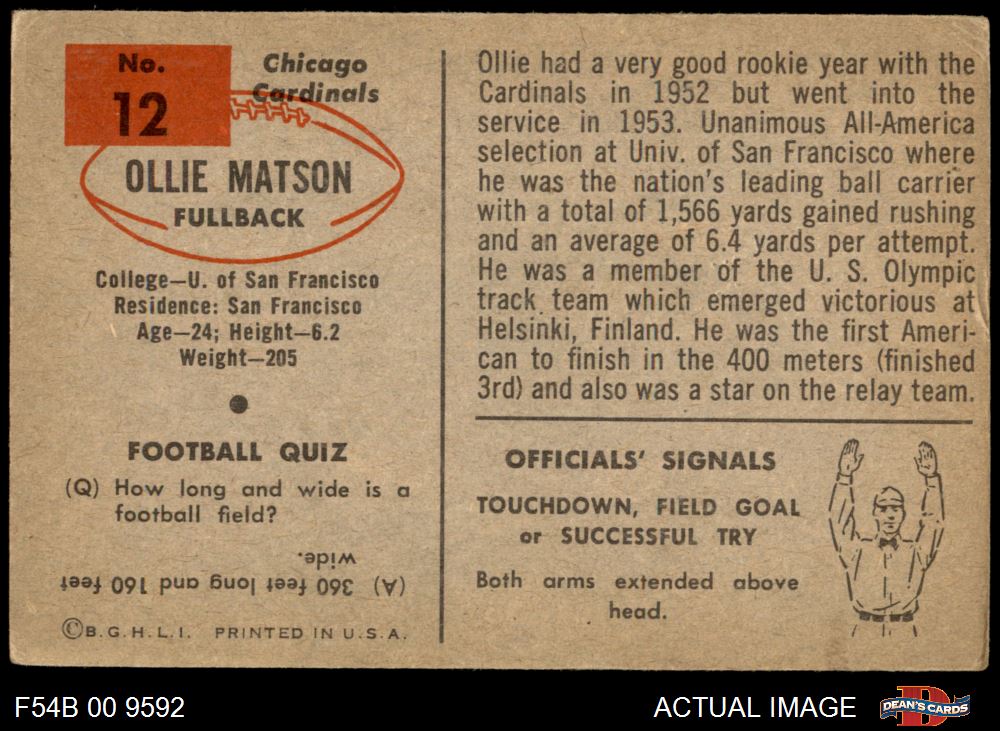 No.
12
Chicago
Cardinals
OLLIE MATSON
FULLBACK
College—U. of San Francisco
Residence: San Francisco
Age—24; Height—6.2
Weight—205
FOOTBALL QUIZ
(Q) How long and wide is a
football field?
(A) 360 feet long and 160 feet
wide.
©B.G.H.L.I. PRINTED IN U.S.A.
Ollie had a very good rookie year with the
Cardinals in 1952 but went into the
service in 1953. Unanimous All-America
selection at Univ. of San Francisco where
he was the nation's leading ball carrier
with a total of 1,566 yards gained rushing
and an average of 6.4 yards per attempt.
He was a member of the U. S. Olympic
track team which emerged victorious at
Helsinki, Finland. He was the first Ameri-
can to finish in the 400 meters (finished
3rd) and also was a star on the relay team.
OFFICIALS' SIGNALS
TOUCHDOWN, FIELD GOAL
or SUCCESSFUL TRY
Both arms extended above
head.
F54B 00 9592
ACTUAL IMAGE
D
DEAN'S CARDS